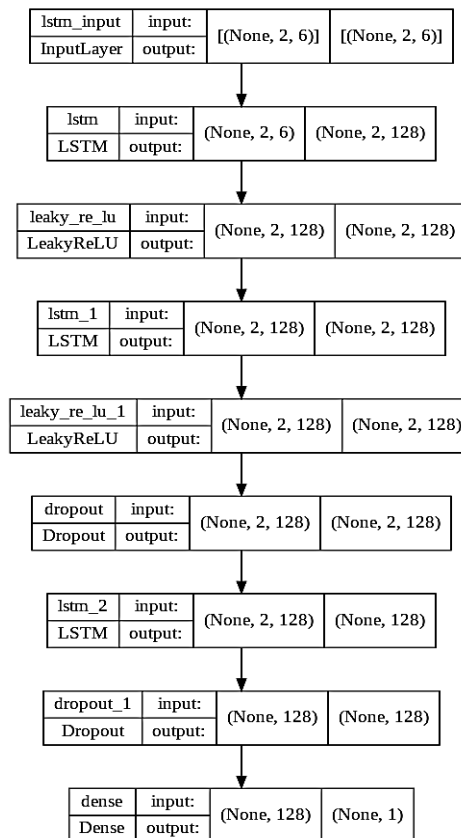 lstm_input input: [(None, 2, 6)] [(None, 2, 6)]
InputLayer output:
lstm input: (None, 2, 6) (None, 2, 128)
LSTM output:
leaky_re_lu input: (None, 2, 128) (None, 2, 128)
LeakyReLU output:
lstm_1 input: (None, 2, 128) (None, 2, 128)
LSTM output:
leaky_re_lu_1 input: (None, 2, 128) (None, 2, 128)
LeakyReLU output:
dropout input: (None, 2, 128) (None, 2, 128)
Dropout output:
lstm_2 input: (None, 2, 128) (None, 128)
LSTM output:
dropout_1 input: (None, 128) (None, 128)
Dropout output:
dense input: (None, 128) (None, 1)
Dense output: